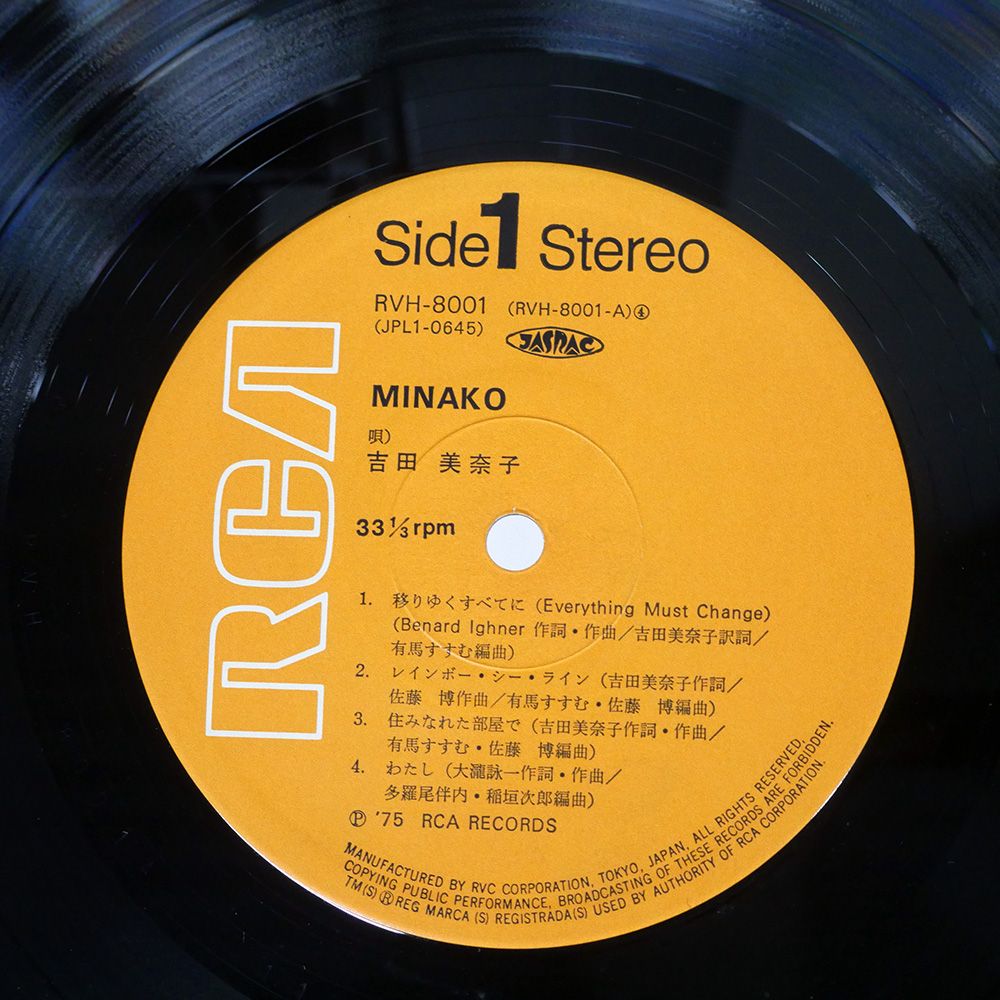 Side 1 Stereo
RVH-8001 (RVH-8001-A)④
(JPL1-0645) JASRAC
MINAKO
唄)
吉田 美奈子
33 1/3 rpm
RCA
1. 移りゆくすべてに (Everything Must Change)
(Benard Ighner 作詞・作曲/吉田美奈子訳詞/
有馬すすむ編曲)
2. レインボー・シー・ライン (吉田美奈子作詞/
佐藤 博作曲/有馬すすむ・佐藤 博編曲)
3. 住みなれた部屋で (吉田美奈子作詞・作曲/
有馬すすむ・佐藤 博編曲)
4. わたし (大瀧詠一作詞・作曲/
多羅尾伴内・稲垣次郎編曲)
Ⓟ '75 RCA RECORDS
MANUFACTURED BY RVC CORPORATION, TOKYO, JAPAN, ALL RIGHTS RESERVED,
COPYING PUBLIC PERFORMANCE, BROADCASTING OF THESE RECORDS ARE FORBIDDEN.
TM(S) ® REG MARCA (S) REGISTRADA(S) USED BY AUTHORITY OF RCA CORPORATION.